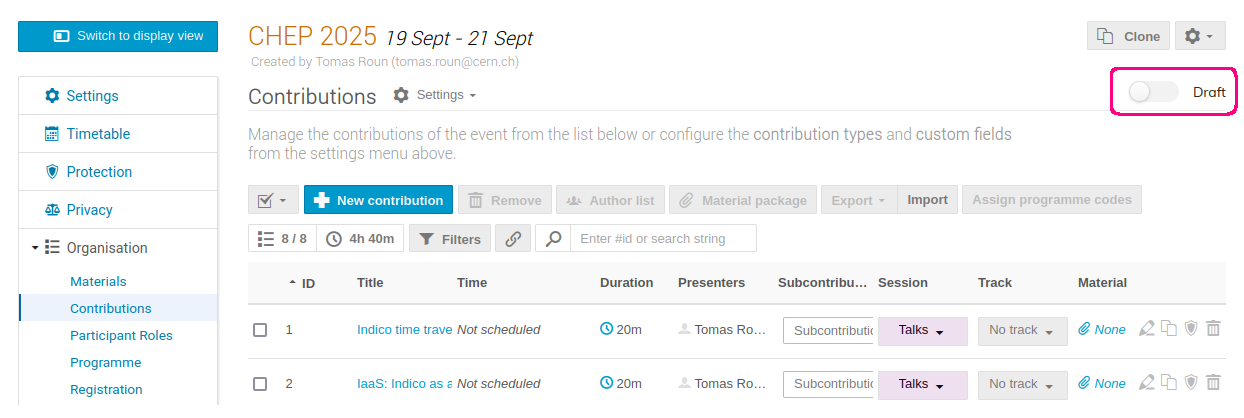 Switch to display view
CHEP 2025 19 Sept - 21 Sept
Clone
Created by Tomas Roun (tomas.roun@cern.ch)
Settings
Timetable
Protection
Privacy
Organisation
Materials
Contributions
Participant Roles
Programme
Registration
Contributions Settings
Draft
Manage the contributions of the event from the list below or configure the contribution types and custom fields
from the settings menu above.
New contribution Remove Author list Material package Export Import Assign programme codes
8 / 8 4h 40m Filters Enter #id or search string
ID Title Time Duration Presenters Subcontribu... Session Track Material
1 Indico time trave Not scheduled 20m Tomas Ro... Subcontributic Talks No track None
2 IaaS: Indico as a Not scheduled 20m Tomas Ro... Subcontributic Talks No track None